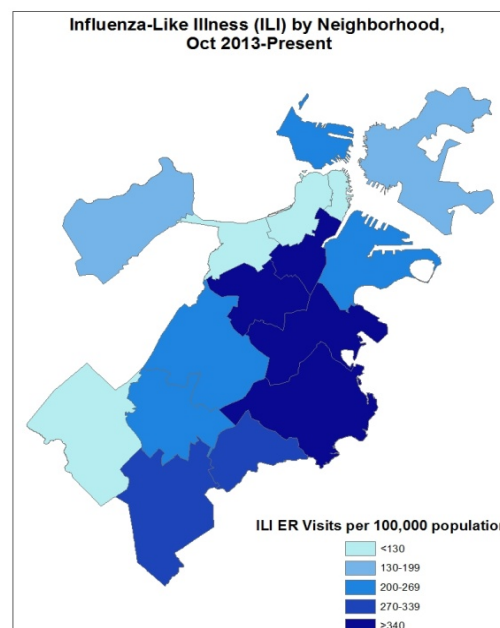 Influenza-Like Illness (ILI) by Neighborhood,
Oct 2013-Present
ILI ER Visits per 100,000 population
<130
130-199
200-269
270-339
≥340